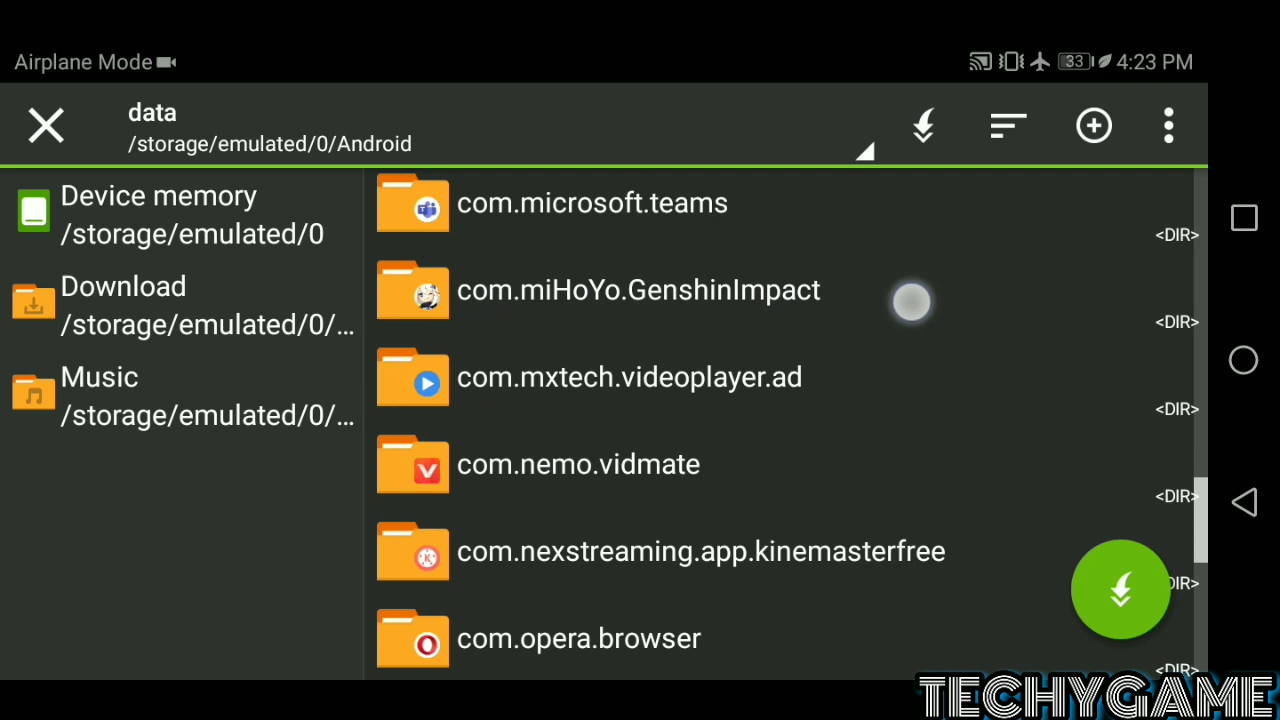 Airplane Mode
33
4:23 PM
data
/storage/emulated/0/Android
Device memory
/storage/emulated/0
Download
/storage/emulated/0/...
Music
/storage/emulated/0/...
com.microsoft.teams
<DIR>
com.miHoYo.GenshinImpact
<DIR>
com.mxtech.videoplayer.ad
<DIR>
com.nemo.vidmate
<DIR>
com.nexstreaming.app.kinemasterfree
DIR>
com.opera.browser
<DIR>
TECHYGAME